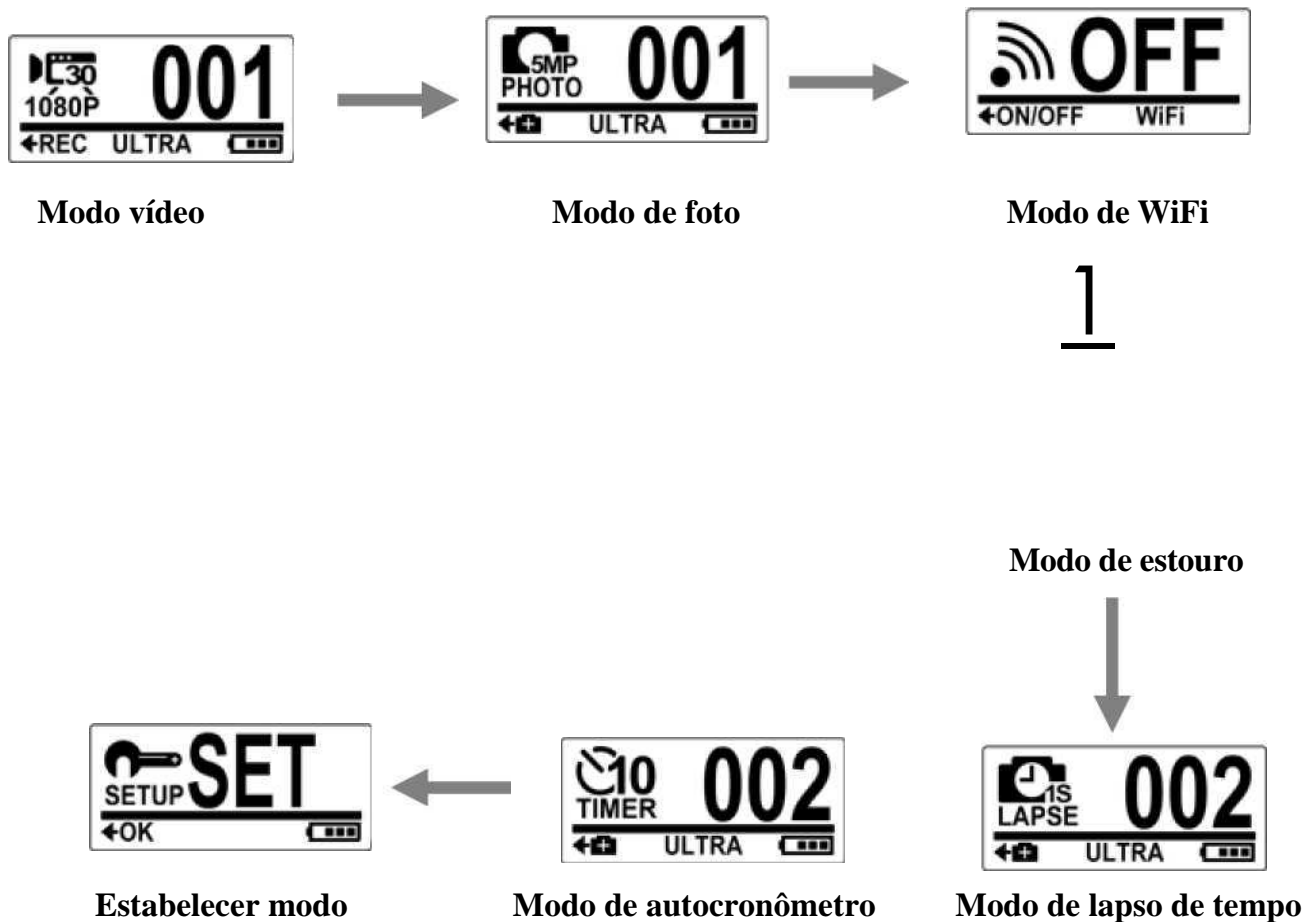 30
1080P
001
REC ULTRA
Modo vídeo
5MP
PHOTO
001
ULTRA
Modo de foto
OFF
ON/OFF WiFi
Modo de WiFi
1
Modo de estouro
1S
LAPSE
002
ULTRA
Modo de lapso de tempo
10
TIMER
002
ULTRA
Modo de autocronômetro
SETUP
SET
OK
Estabelecer modo